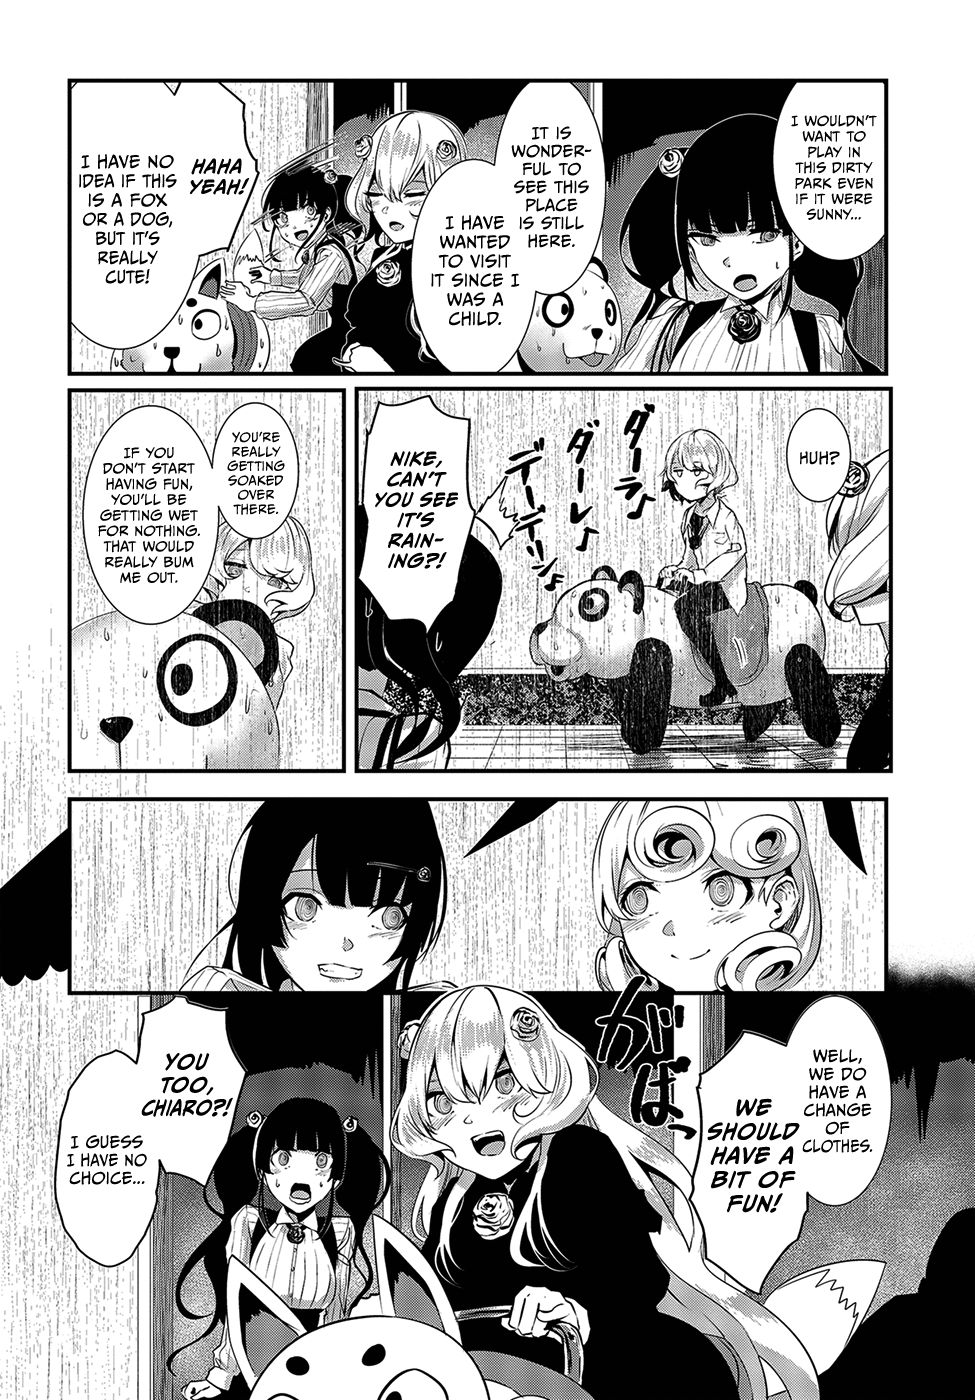 I WOULDN'T
WANT TO
PLAY IN
THIS DIRTY
PARK EVEN
IF IT WERE
SUNNY...
IT IS
WONDER-
FUL TO
SEE THIS
PLACE
IS STILL
HERE.
I HAVE
WANTED
TO VISIT
IT SINCE I
WAS A
CHILD.
HAHA
YEAH!
I HAVE NO
IDEA IF THIS
IS A FOX
OR A DOG,
BUT IT'S
REALLY
CUTE!
HUH?
ダーラ♪
ダーレ♪
デーデン♪
NIKE,
CAN'T
YOU SEE
IT'S
RAIN-
ING?!
YOU'RE
REALLY
GETTING
SOAKED
OVER
THERE.
IF YOU
DON'T START
HAVING FUN,
YOU'LL BE
GETTING WET
FOR NOTHING.
THAT WOULD
REALLY BUM
ME OUT.
WELL,
WE DO
HAVE A
CHANGE
OF
CLOTHES.
WE
SHOULD
HAVE A
BIT OF
FUN!
がばっ
YOU
TOO,
CHIARO?!
I GUESS
I HAVE NO
CHOICE...